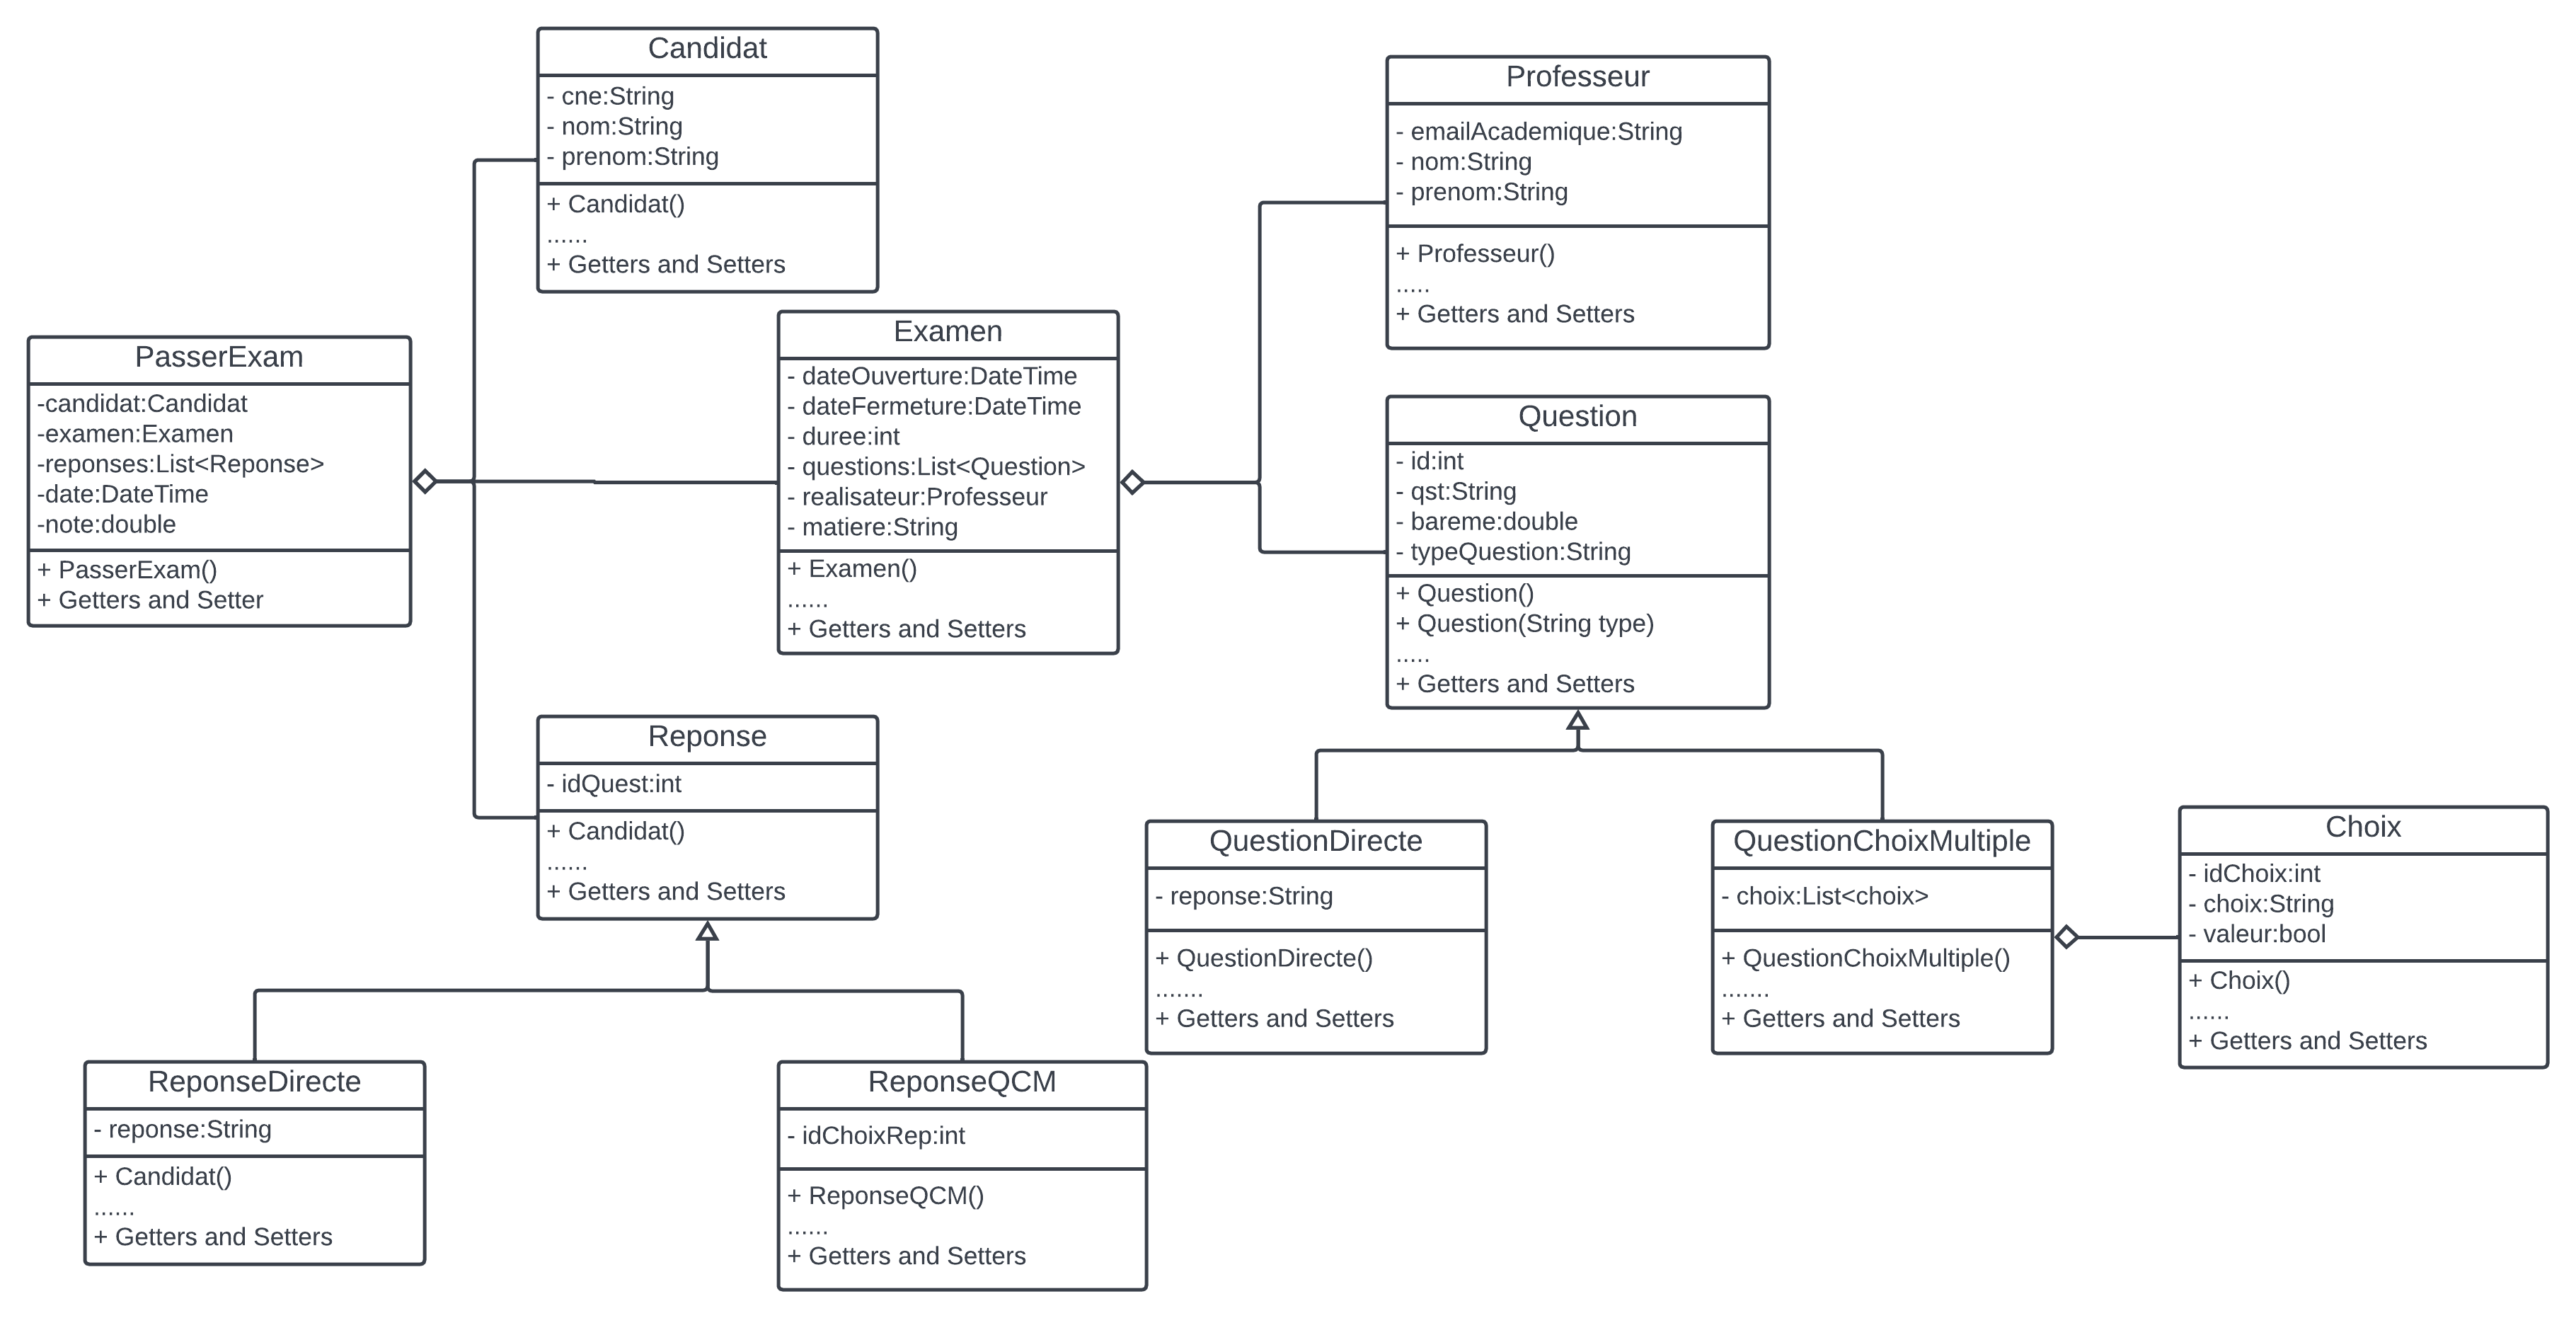 Candidat
- cne:String
- nom:String
- prenom:String
+ Candidat()
......
+ Getters and Setters
Professeur
- emailAcademique:String
- nom:String
- prenom:String
+ Professeur()
.....
+ Getters and Setters
PasserExam
-candidat:Candidat
-examen:Examen
-reponses:List<Reponse>
-date:DateTime
-note:double
+ PasserExam()
+ Getters and Setter
Examen
- dateOuverture:DateTime
- dateFermeture:DateTime
- duree:int
- questions:List<Question>
- realisateur:Professeur
- matiere:String
+ Examen()
......
+ Getters and Setters
Question
- id:int
- qst:String
- bareme:double
- typeQuestion:String
+ Question()
+ Question(String type)
.....
+ Getters and Setters
Reponse
- idQuest:int
+ Candidat()
......
+ Getters and Setters
QuestionDirecte
- reponse:String
+ QuestionDirecte()
.......
+ Getters and Setters
QuestionChoixMultiple
- choix:List<choix>
+ QuestionChoixMultiple()
.......
+ Getters and Setters
Choix
- idChoix:int
- choix:String
- valeur:bool
+ Choix()
......
+ Getters and Setters
ReponseDirecte
- reponse:String
+ Candidat()
......
+ Getters and Setters
ReponseQCM
- idChoixRep:int
+ ReponseQCM()
......
+ Getters and Setters